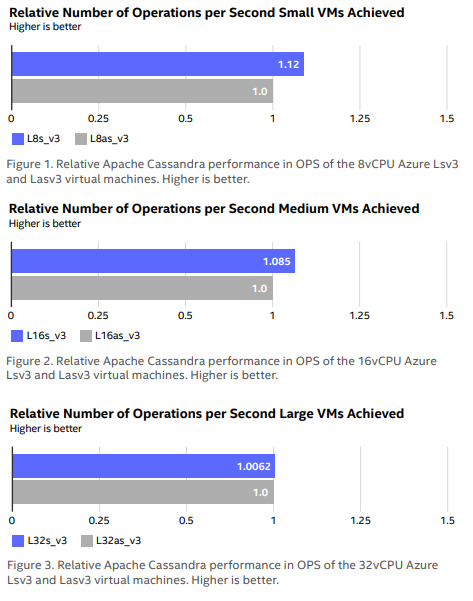 Relative Number of Operations per Second Small VMs Achieved
Higher is better
1.12
1.0
0 0.25 0.5 1 1.25 1.5
L8s_v3 L8as_v3
Figure 1. Relative Apache Cassandra performance in OPS of the 8vCPU Azure Lsv3
and Lasv3 virtual machines. Higher is better.
Relative Number of Operations per Second Medium VMs Achieved
Higher is better
1.085
1.0
0 0.25 0.5 1 1.25 1.5
L16s_v3 L16as_v3
Figure 2. Relative Apache Cassandra performance in OPS of the 16vCPU Azure
Lsv3 and Lasv3 virtual machines. Higher is better.
Relative Number of Operations per Second Large VMs Achieved
Higher is better
1.0062
1.0
0 0.25 0.5 1 1.25 1.5
L32s_v3 L32as_v3
Figure 3. Relative Apache Cassandra performance in OPS of the 32vCPU Azure
Lsv3 and Lasv3 virtual machines. Higher is better.